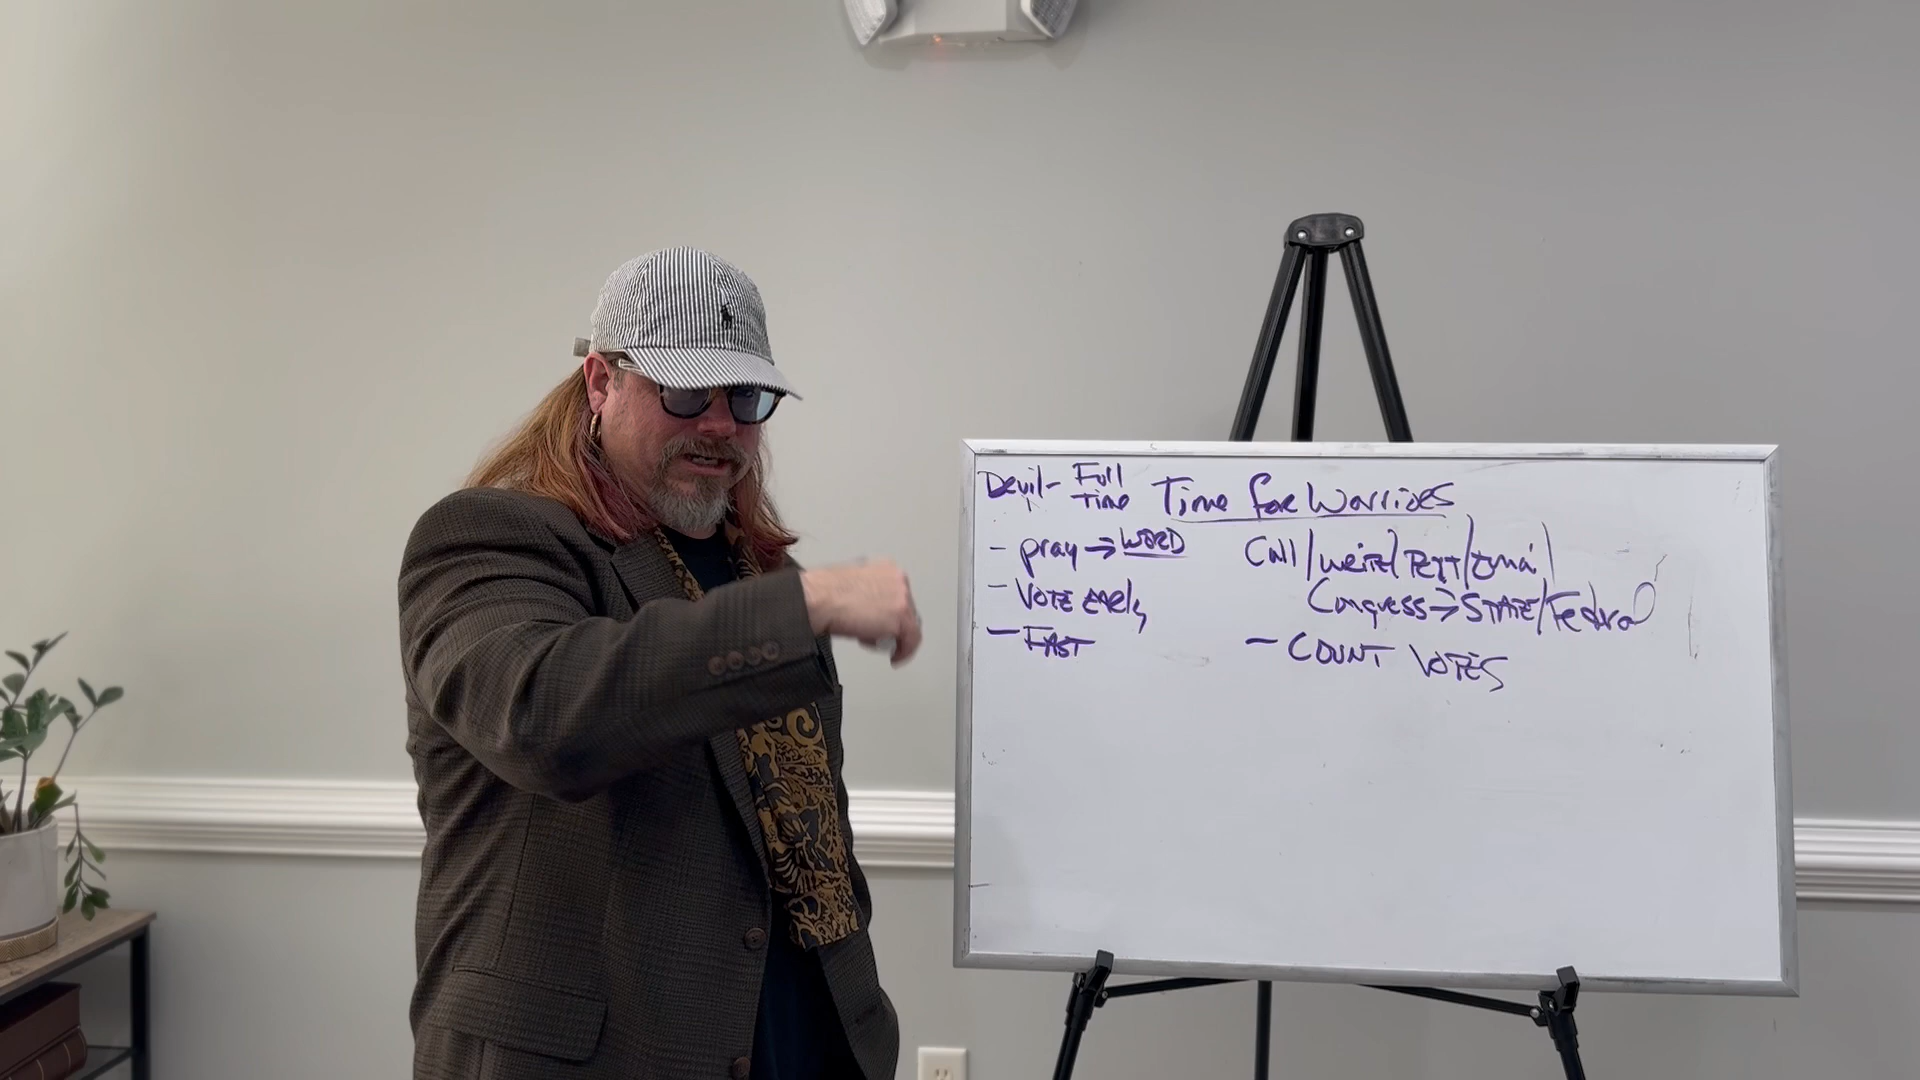 Devil- Full Time
Time for Warriors
- pray → WORD
- VOTE EARly
- FAST
Call/write/Text/Email
Congress → STATE/Federal
- COUNT VOTES